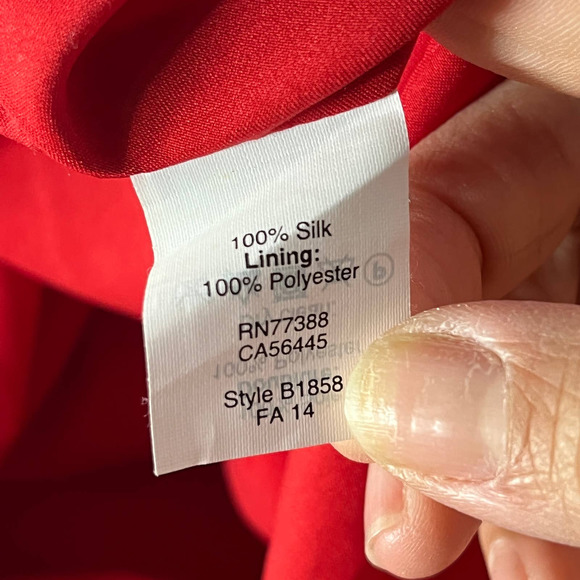 100% Silk
Lining:
100% Polyester
RN77388
CA56445
Style B1858
FA 14